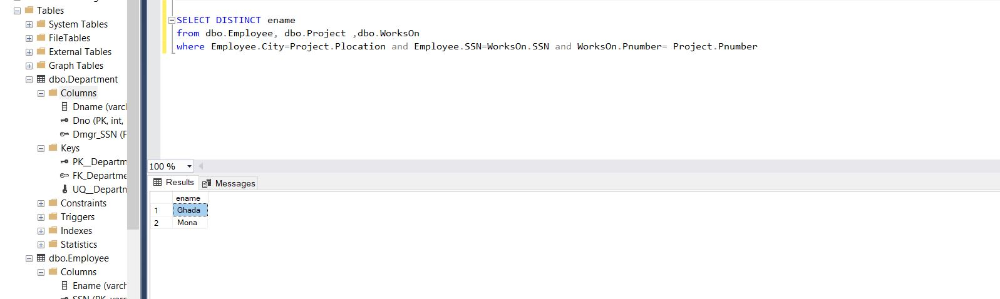 Tables
System Tables
FileTables
External Tables
Graph Tables
dbo.Department
Columns
Dname (varcl
Dno (PK, int,
Dmgr_SSN (F
Keys
PK__Departm
FK_Departme
UQ__Departn
Constraints
Triggers
Indexes
Statistics
dbo.Employee
Columns
Ename (varch
SELECT DISTINCT ename
from dbo.Employee, dbo.Project ,dbo.WorksOn
where Employee.City=Project.Plocation and Employee.SSN=WorksOn.SSN and WorksOn.Pnumber= Project.Pnumber
100 %
Results Messages
ename
1 Ghada
2 Mona